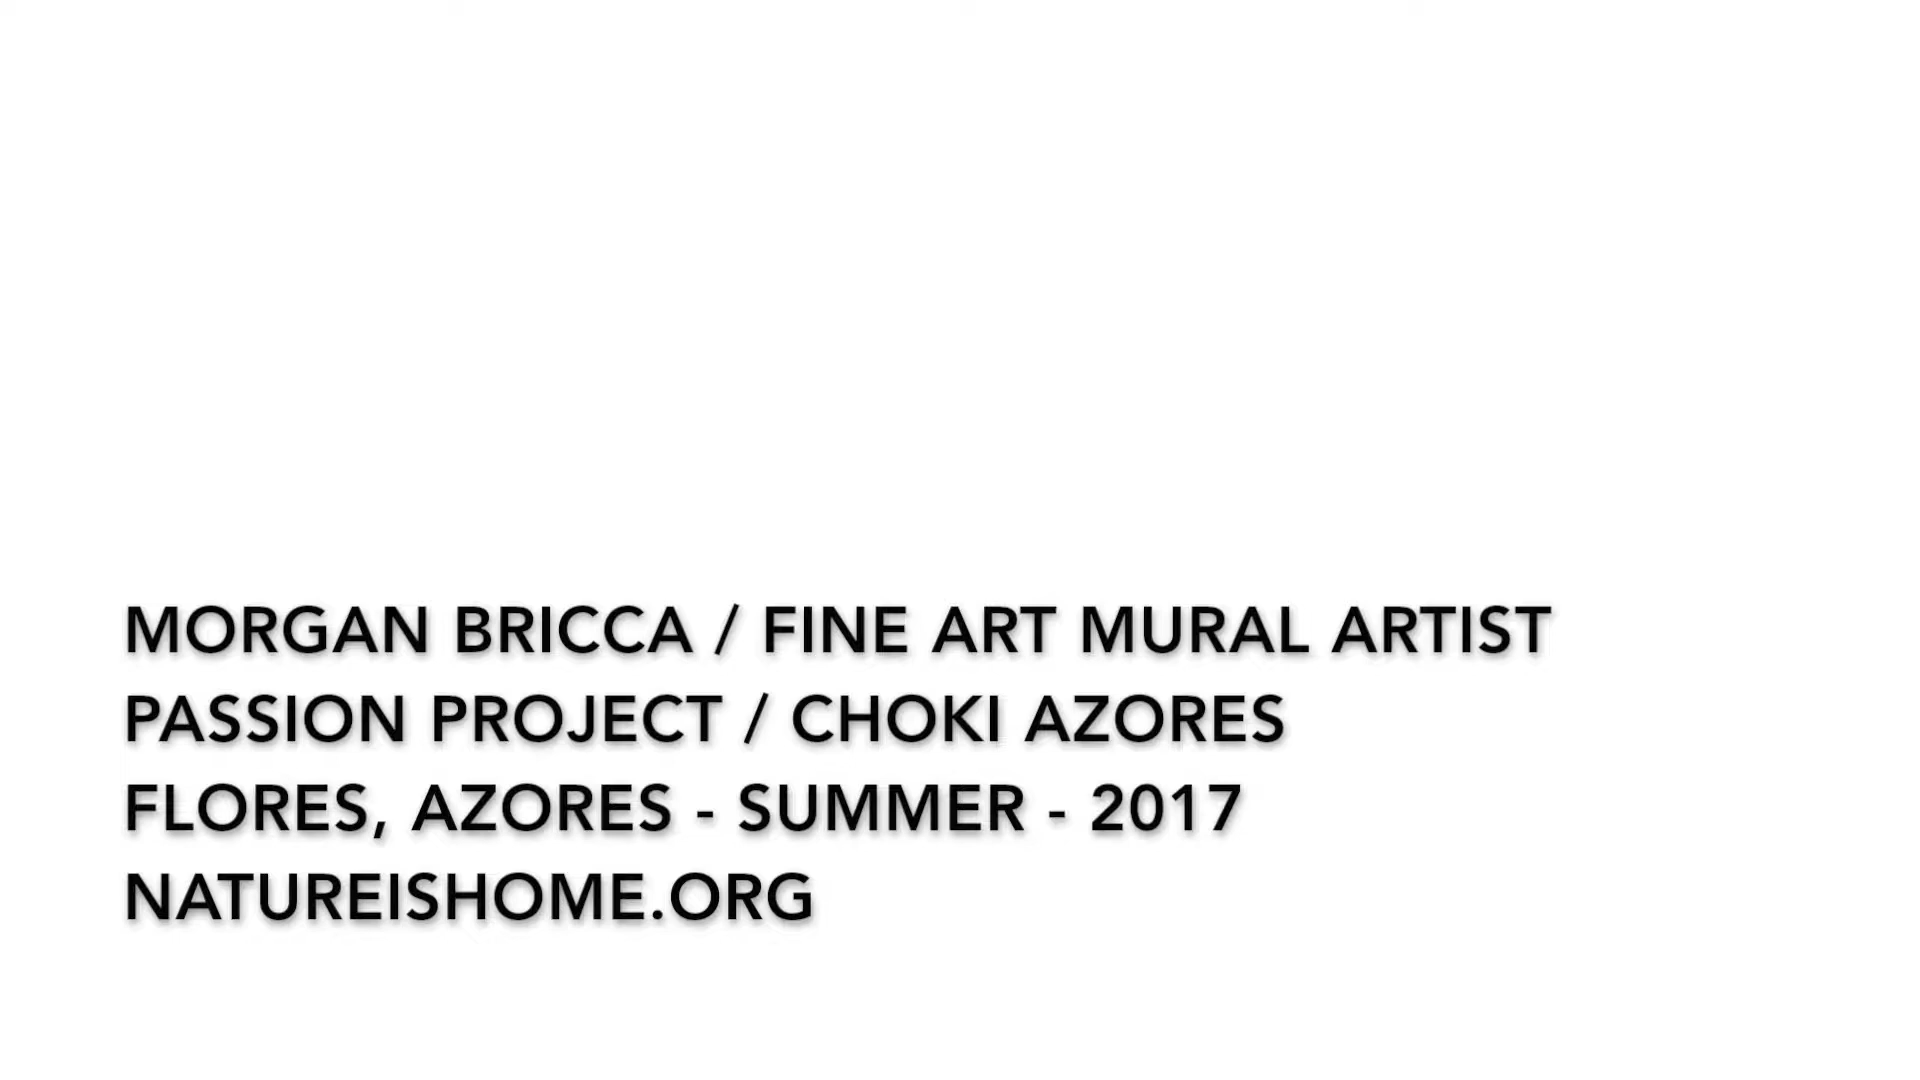 MORGAN BRICCA / FINE ART MURAL ARTIST
PASSION PROJECT / CHOKI AZORES
FLORES, AZORES - SUMMER - 2017
NATUREISHOME.ORG